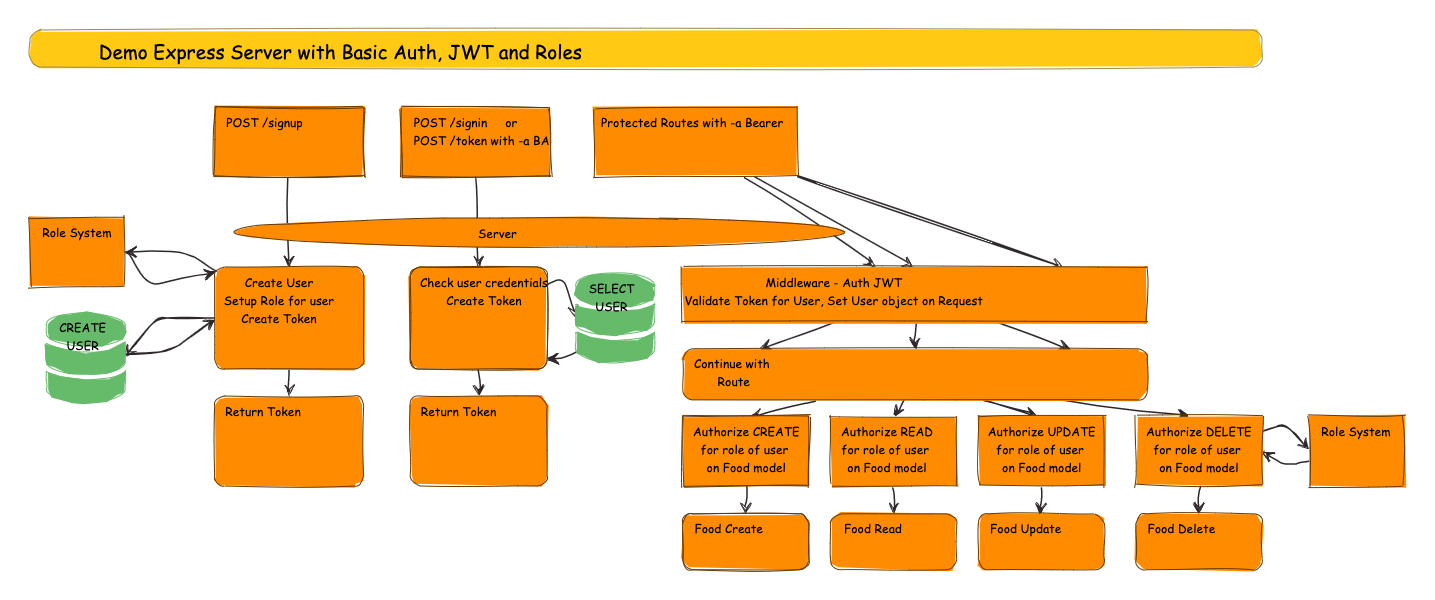 Demo Express Server with Basic Auth, JWT and Roles
POST /signup
POST /signin or
POST /token with -a BA
Protected Routes with -a Bearer
Role System
Server
Create User
Setup Role for user
Create Token
Check user credentials
Create Token
SELECT
USER
Middleware - Auth JWT
Validate Token for User, Set User object on Request
CREATE
USER
Continue with
Route
Return Token
Return Token
Authorize CREATE
for role of user
on Food model
Authorize READ
for role of user
on Food model
Authorize UPDATE
for role of user
on Food model
Authorize DELETE
for role of user
on Food model
Role System
Food Create
Food Read
Food Update
Food Delete